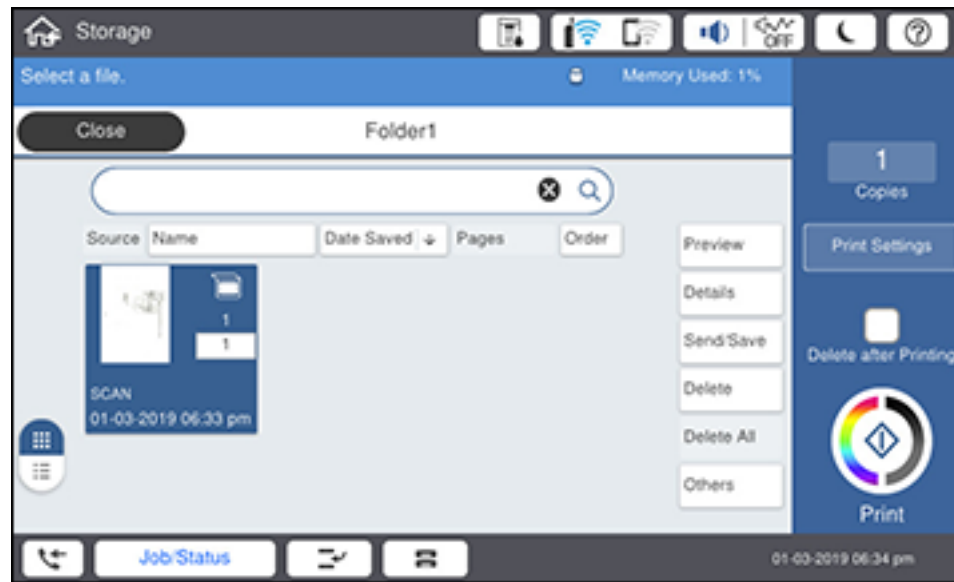 Storage
OFF
Select a file.
Memory Used: 1%
Close
Folder1
1
Copies
Source
Name
Date Saved
Pages
Order
Preview
Print Settings
Details
1
1
Send/Save
Delete after Printing
SCAN
Delete
01-03-2019 06:33 pm
Delete All
Others
Print
Job/Status
01-03-2019 06:34 pm